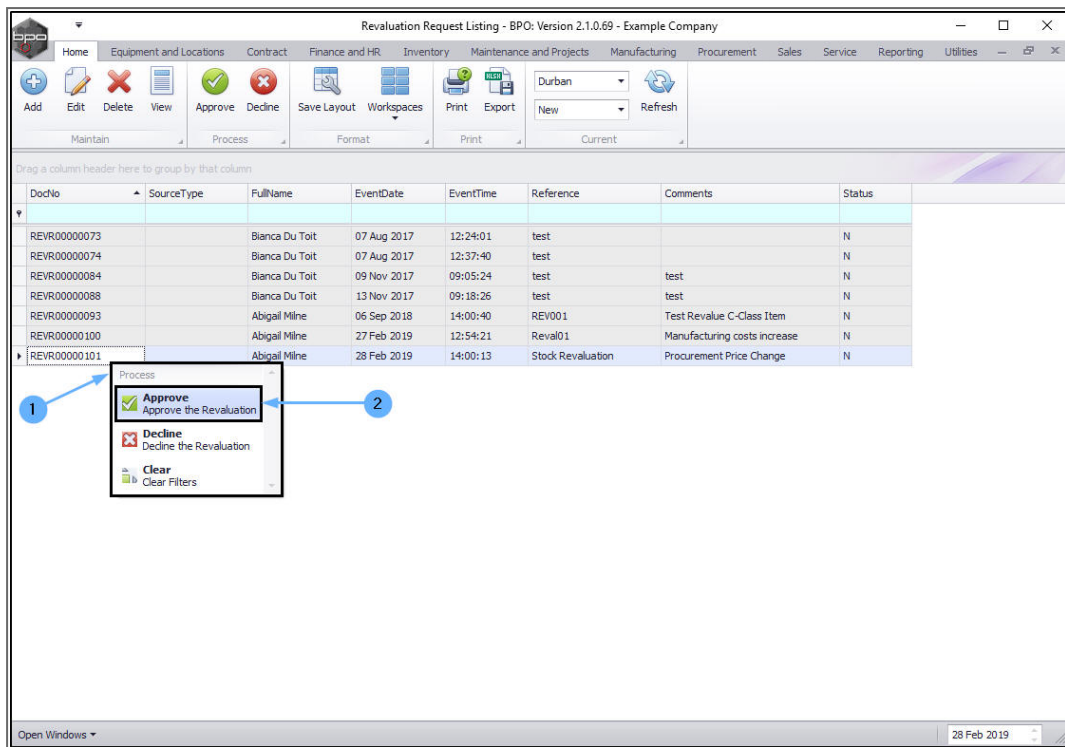 Revaluation Request Listing - BPO: Version 2.1.0.69 - Example Company
bpo
Home Equipment and Locations Contract Finance and HR Inventory Maintenance and Projects Manufacturing Procurement Sales Service Reporting Utilities
Add Edit Delete View Approve Decline Save Layout Workspaces Print Export Durban Refresh
New
Maintain Process Format Print Current
Drag a column header here to group by that column
DocNo SourceType FullName EventDate EventTime Reference Comments Status
REVR00000073 Bianca Du Toit 07 Aug 2017 12:24:01 test N
REVR00000074 Bianca Du Toit 07 Aug 2017 12:37:40 test N
REVR00000084 Bianca Du Toit 09 Nov 2017 09:05:24 test test N
REVR00000088 Bianca Du Toit 13 Nov 2017 09:18:26 test test N
REVR00000093 Abigail Milne 06 Sep 2018 14:00:40 REV001 Test Revalue C-Class Item N
REVR00000100 Abigail Milne 27 Feb 2019 12:54:21 Reval01 Manufacturing costs increase N
REVR00000101 Abigail Milne 28 Feb 2019 14:00:13 Stock Revaluation Procurement Price Change N
Process
1
Approve
Approve the Revaluation
2
Decline
Decline the Revaluation
Clear
Clear Filters
Open Windows 28 Feb 2019